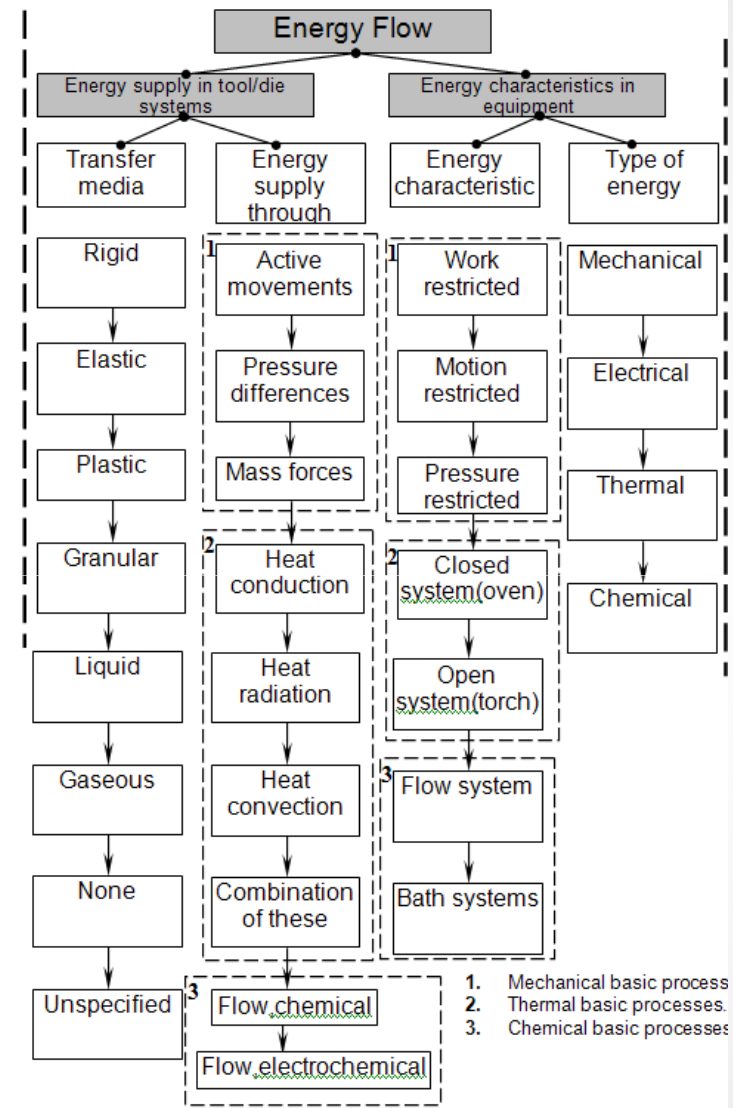 Energy Flow
Energy supply in tool/die
systems
Energy characteristics in
equipment
Transfer
media
Energy
supply
through
Energy
characteristic
Type of
energy
Rigid
Elastic
Plastic
Granular
Liquid
Gaseous
None
Unspecified
1
Active
movements
Pressure
differences
Mass forces
2
Heat
conduction
Heat
radiation
Heat
convection
Combination
of these
3
Flow,chemical
Flow,electrochemical
1
Work
restricted
Motion
restricted
Pressure
restricted
2
Closed
system(oven)
Open
system(torch)
3
Flow system
Bath systems
Mechanical
Electrical
Thermal
Chemical
1. Mechanical basic process
2. Thermal basic processes.
3. Chemical basic processes